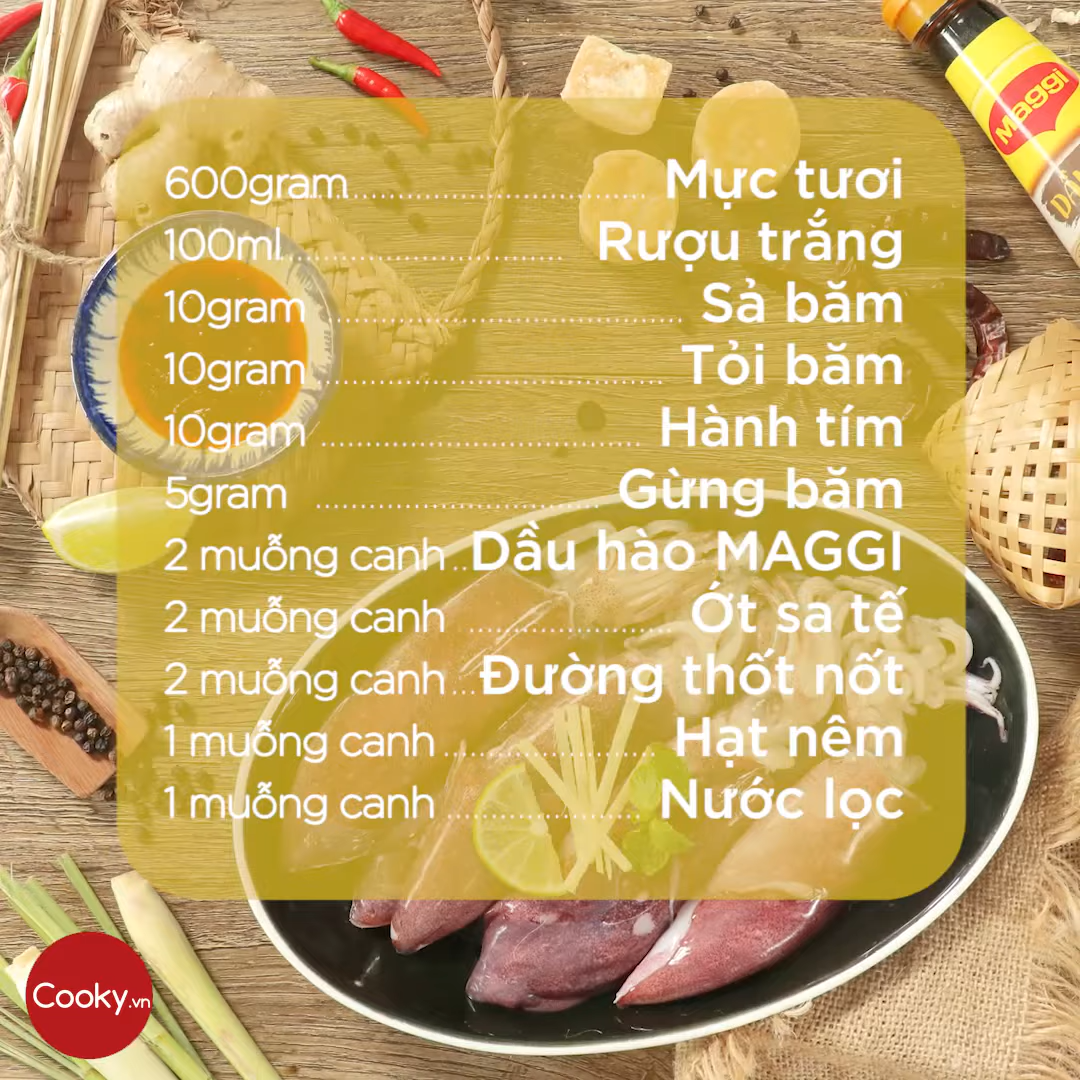 600gram.......................................... Mực tươi
100ml................................. Rượu trắng
10gram .......................................... Sả băm
10gram ........................................ Tỏi băm
10gram ...................................... Hành tím
5gram ................................. Gừng băm
2 muỗng canh..Dầu hào MAGGI
2 muỗng canh ........................ Ớt sa tế
2 muỗng canh...Đường thốt nốt
1 muỗng canh ........................ Hạt nêm
1 muỗng canh ...................... Nước lọc
Maggi
DẦU
Cooky.vn